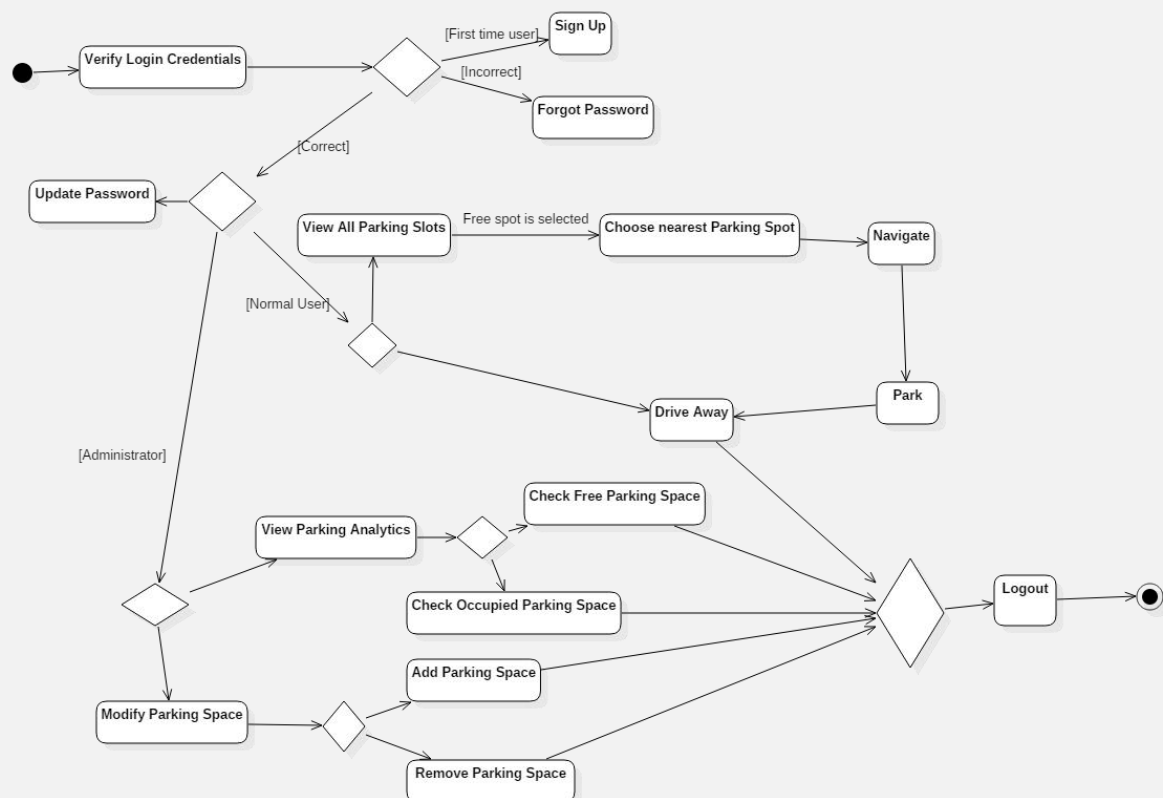 Sign Up
[First time user]
Verify Login Credentials
[Incorrect]
Forgot Password
[Correct]
Update Password
View All Parking Slots
Free spot is selected
Choose nearest Parking Spot
Navigate
[Normal User]
Park
Drive Away
[Administrator]
Check Free Parking Space
View Parking Analytics
Check Occupied Parking Space
Logout
Add Parking Space
Modify Parking Space
Remove Parking Space